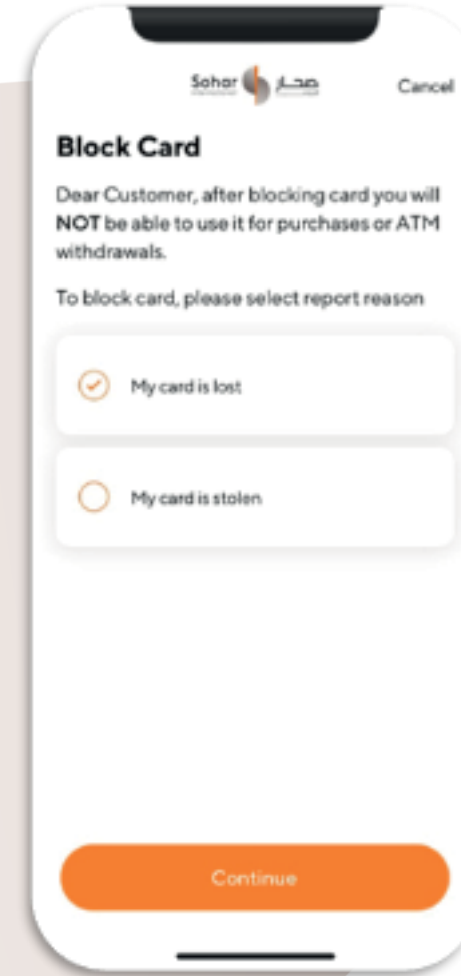 Sohar صحار
Cancel
Block Card
Dear Customer, after blocking card you will
NOT be able to use it for purchases or ATM
withdrawals.
To block card, please select report reason
My card is lost
My card is stolen
Continue